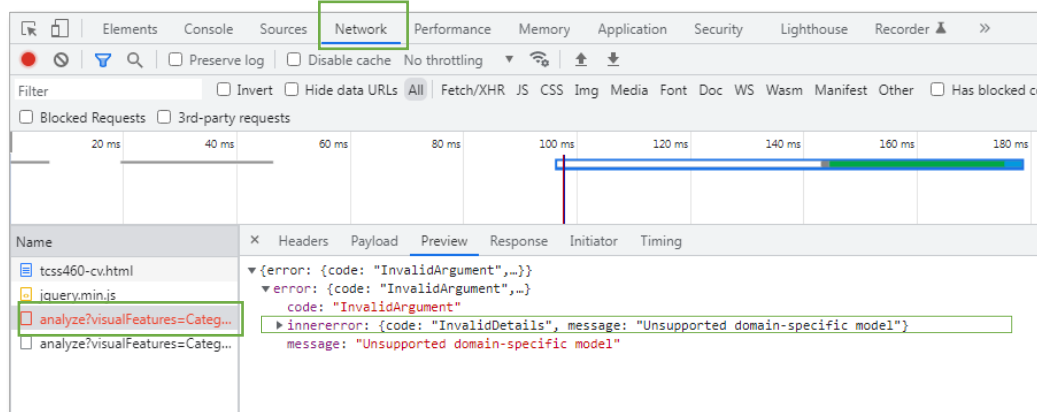 Elements Console Sources Network Performance Memory Application Security Lighthouse Recorder »
Preserve log Disable cache No throttling
Filter Invert Hide data URLs All Fetch/XHR JS CSS Img Media Font Doc WS Wasm Manifest Other Has blocked c
Blocked Requests 3rd-party requests
20 ms 40 ms 60 ms 80 ms 100 ms 120 ms 140 ms 160 ms 180 ms
Name × Headers Payload Preview Response Initiator Timing
tcss460-cv.html ▼{error: {code: "InvalidArgument",…}}
▼error: {code: "InvalidArgument",…}
jquery.min.js code: "InvalidArgument"
analyze?visualFeatures=Categ... ▶innererror: {code: "InvalidDetails", message: "Unsupported domain-specific model"}
analyze?visualFeatures=Categ... message: "Unsupported domain-specific model"